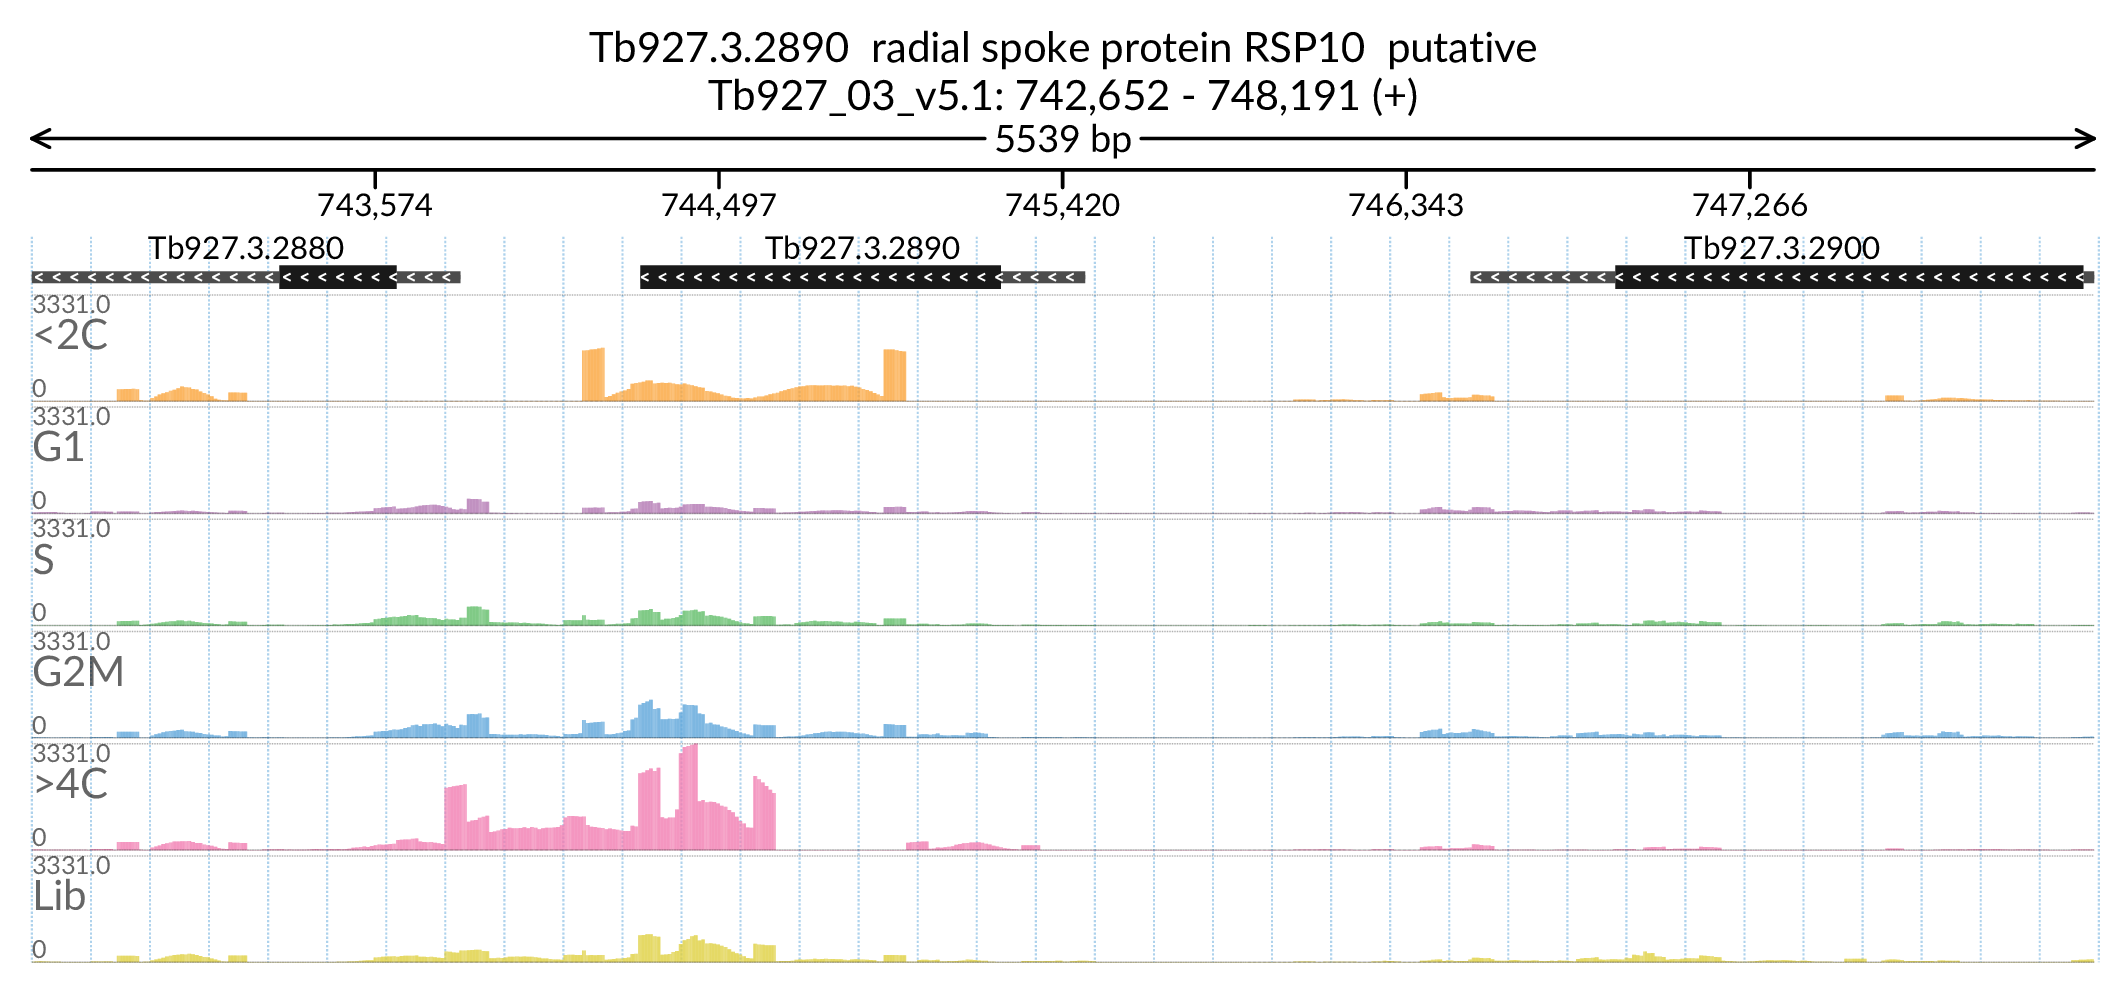 Tb927.3.2890 radial spoke protein RSP10 putative
Tb927_03_v5.1: 742,652 - 748,191 (+)
5539 bp
743,574 744,497 745,420 746,343 747,266
Tb927.3.2880 Tb927.3.2890 Tb927.3.2900
3331.0
<2C
0
3331.0
G1
0
3331.0
S
0
3331.0
G2M
0
3331.0
>4C
0
3331.0
Lib
0